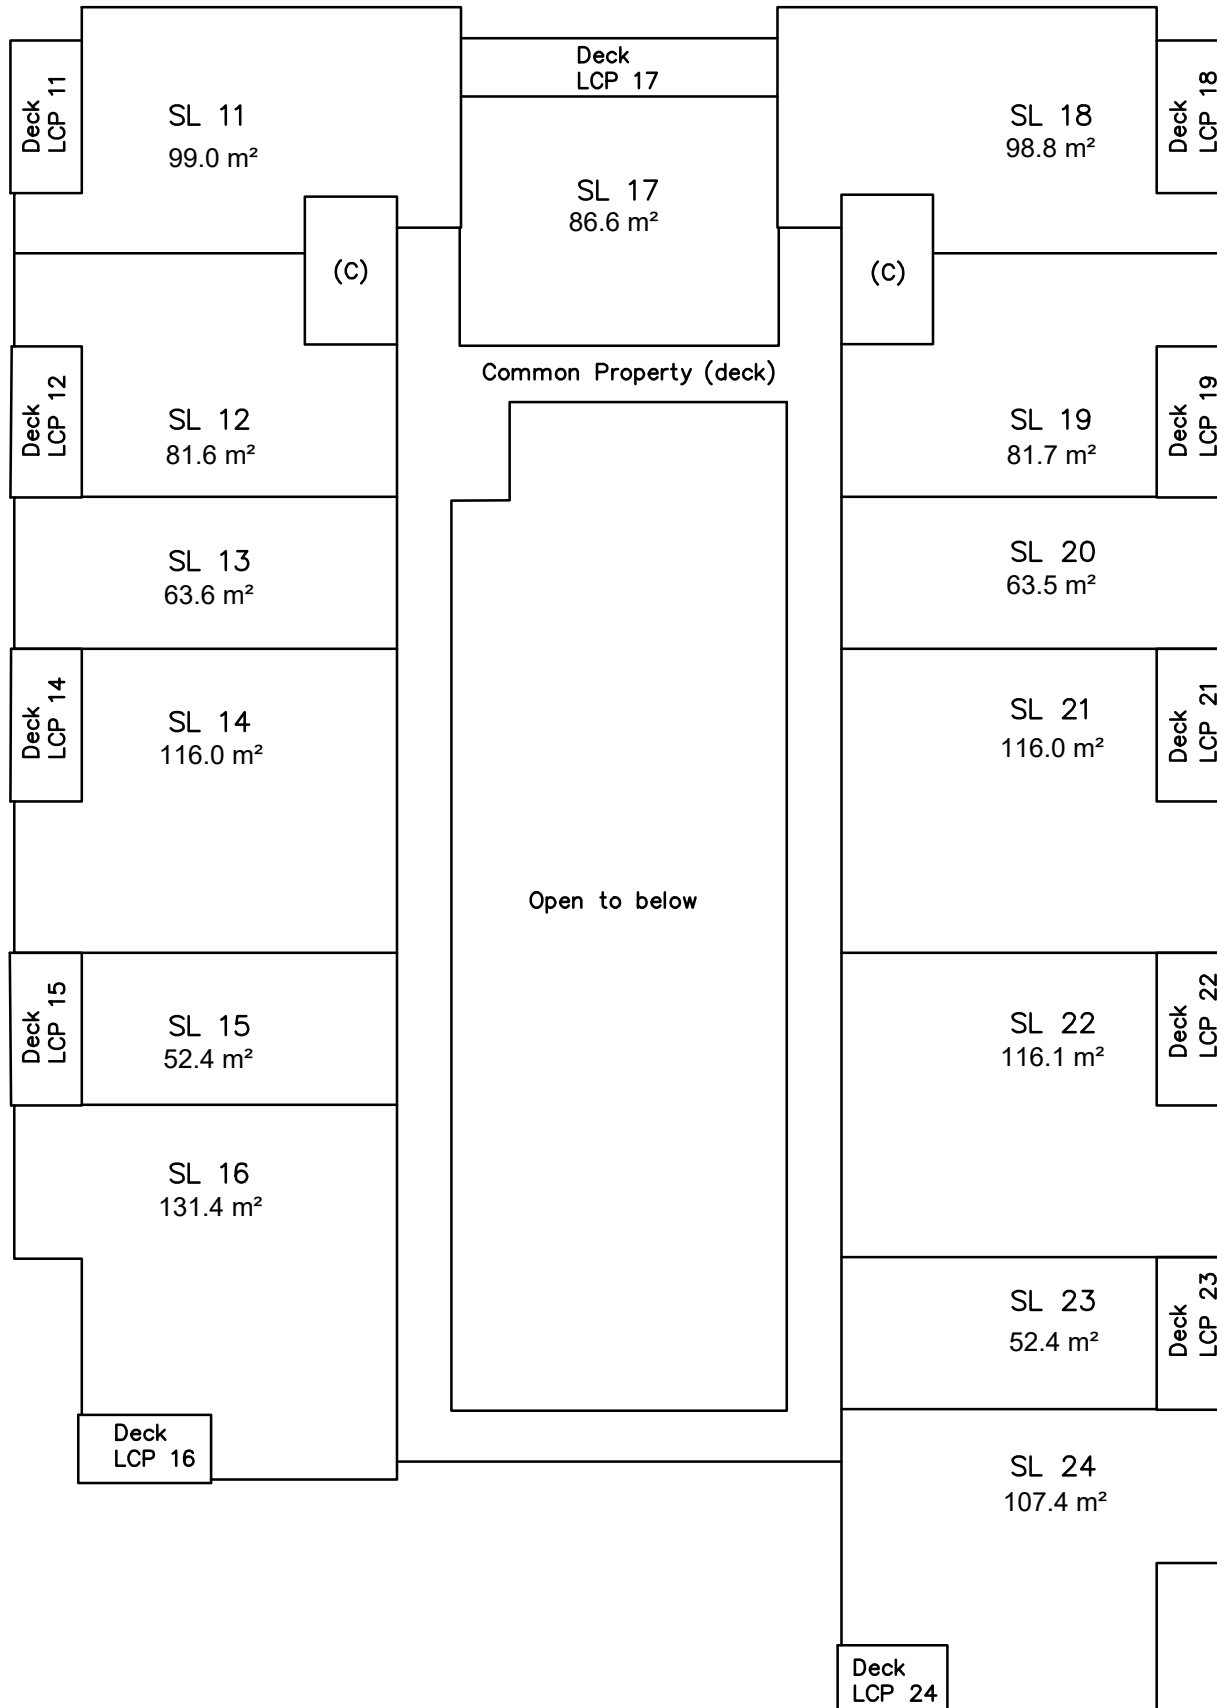 Deck
LCP 11
SL 11
99.0 m²
Deck
LCP 17
SL 17
86.6 m²
SL 18
98.8 m²
Deck
LCP 18
(C)
(C)
Common Property (deck)
Deck
LCP 12
SL 12
81.6 m²
SL 19
81.7 m²
Deck
LCP 19
SL 13
63.6 m²
SL 20
63.5 m²
Deck
LCP 14
SL 14
116.0 m²
SL 21
116.0 m²
Deck
LCP 21
Open to below
Deck
LCP 15
SL 15
52.4 m²
SL 22
116.1 m²
Deck
LCP 22
SL 16
131.4 m²
SL 23
52.4 m²
Deck
LCP 23
Deck
LCP 16
SL 24
107.4 m²
Deck
LCP 24